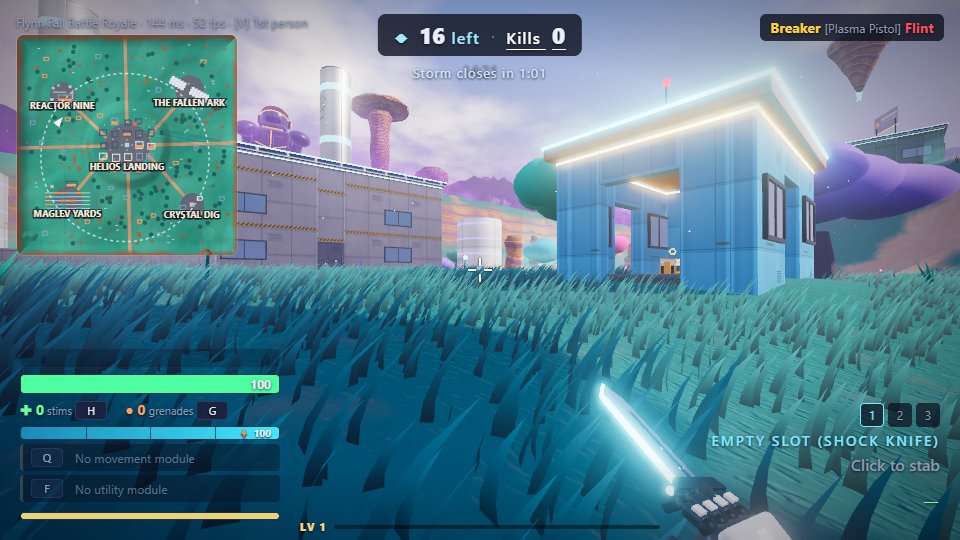 Flynn Fall Battle Royale · 144 ms · 52 fps · [V] 1st person
16 left · Kills 0
Storm closes in 1:01
Breaker [Plasma Pistol] Flint
REACTOR NINE
THE FALLEN ARK
HELIOS LANDING
MAGLEV YARDS
CRYSTAL DIG
100
0 stims H 0 grenades G
100
Q No movement module
F No utility module
LV 1
1 2 3
EMPTY SLOT (SHOCK KNIFE)
Click to stab